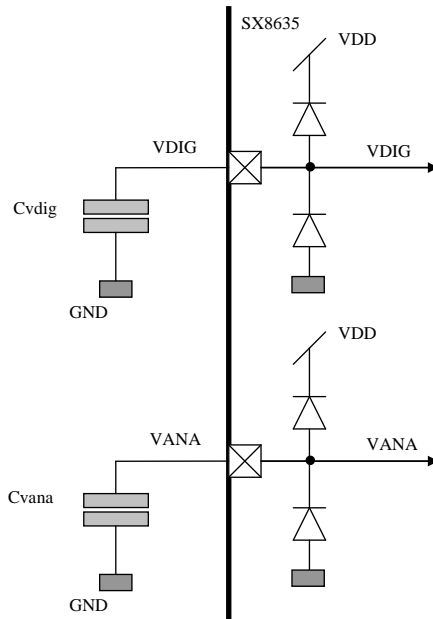 SX8635
VDD
VDIG
VDIG
Cvdig
GND
VDD
VANA
VANA
Cvana
GND